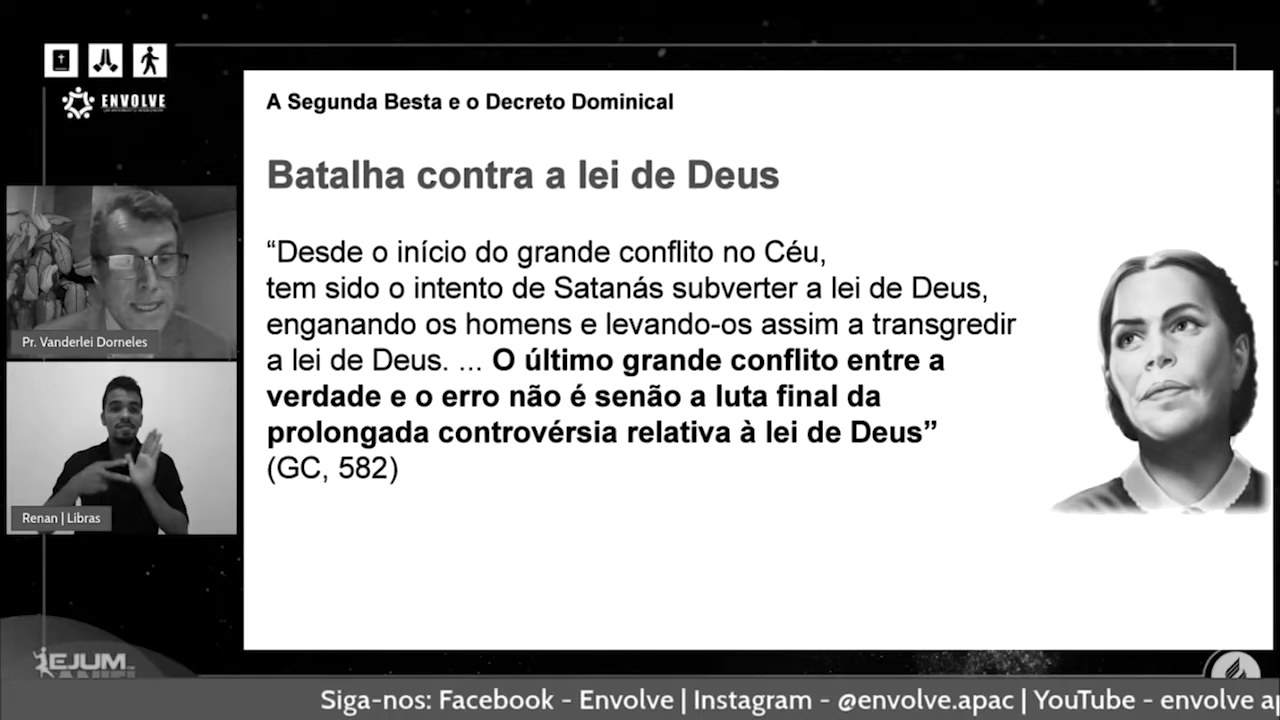 ENVOLVE
A Segunda Besta e o Decreto Dominical
Batalha contra a lei de Deus
“Desde o início do grande conflito no Céu,
tem sido o intento de Satanás subverter a lei de Deus,
enganando os homens e levando-os assim a transgredir
a lei de Deus. ... O último grande conflito entre a
verdade e o erro não é senão a luta final da
prolongada controvérsia relativa à lei de Deus”
(GC, 582)
Pr. Vanderlei Dorneles
Renan | Libras
JEJUM
Siga-nos: Facebook - Envolve | Instagram - @envolve.apac | YouTube - envolve